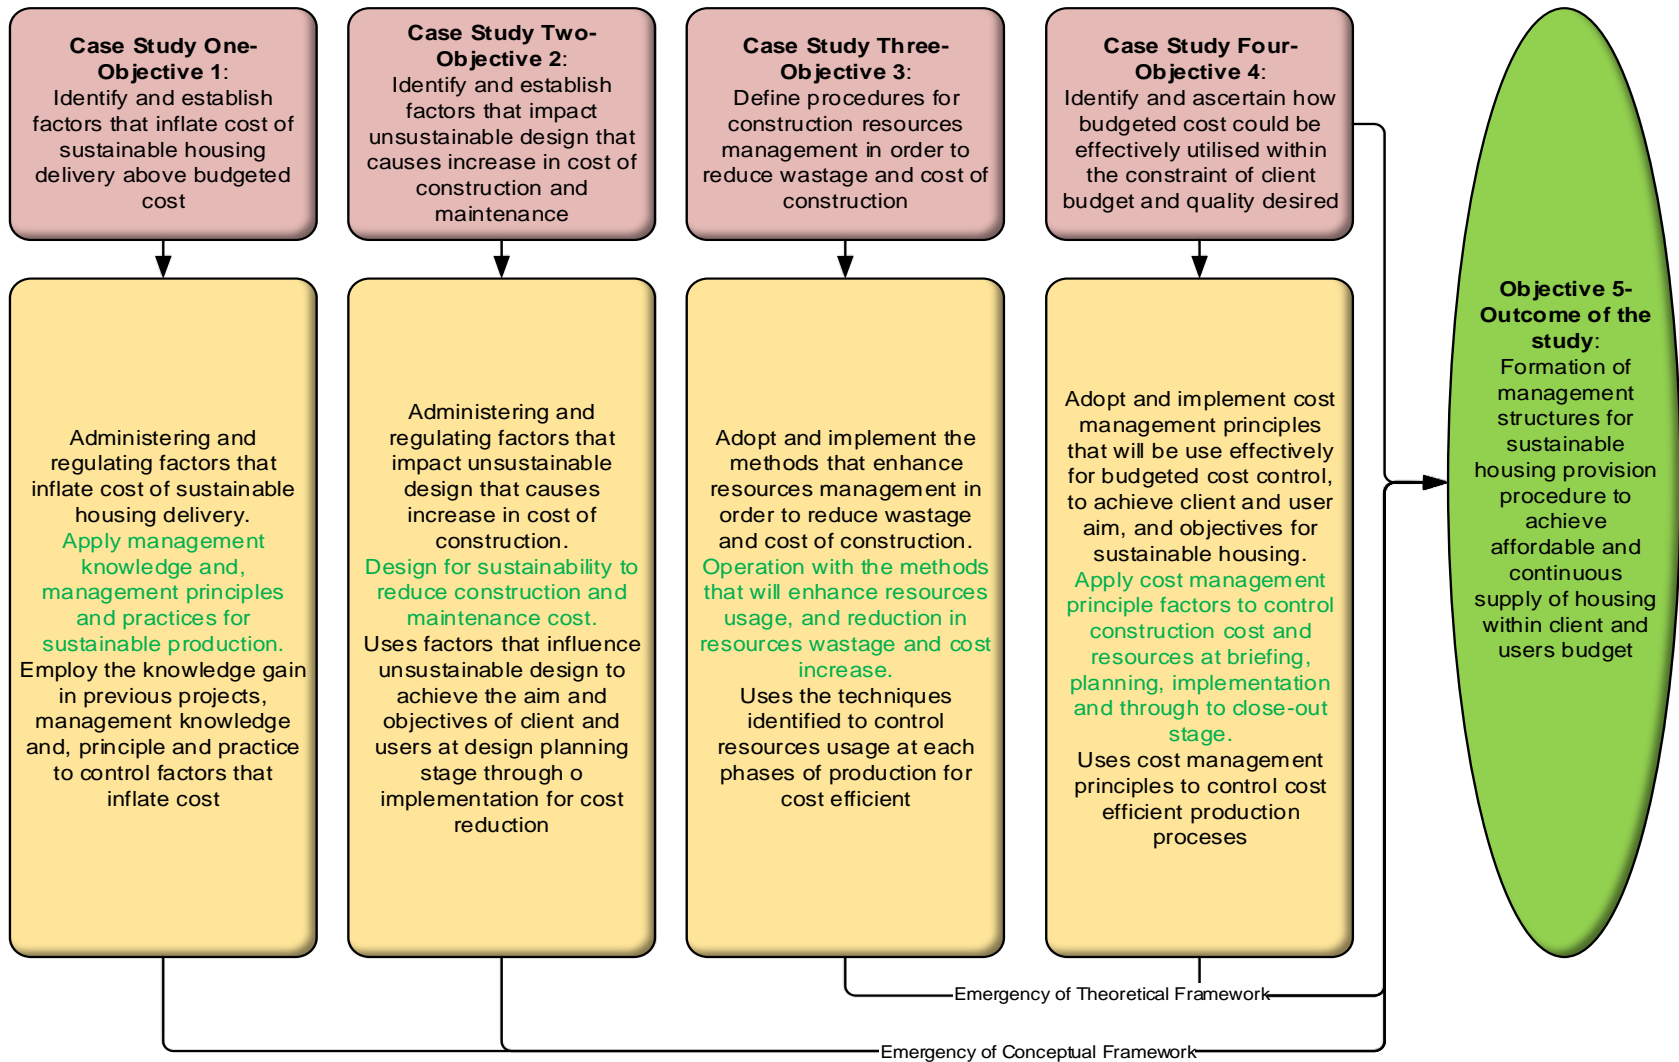 Case Study One-
Objective 1:
Identify and establish
factors that inflate cost of
sustainable housing
delivery above budgeted
cost
Case Study Two-
Objective 2:
Identify and establish
factors that impact
unsustainable design that
causes increase in cost of
construction and
maintenance
Case Study Three-
Objective 3:
Define procedures for
construction resources
management in order to
reduce wastage and cost of
construction
Case Study Four-
Objective 4:
Identify and ascertain how
budgeted cost could be
effectively utilised within
the constraint of client
budget and quality desired
Administering and
regulating factors that
inflate cost of sustainable
housing delivery.
Apply management
knowledge and,
management principles
and practices for
sustainable production.
Employ the knowledge gain
in previous projects,
management knowledge
and, principle and practice
to control factors that
inflate cost
Administering and
regulating factors that
impact unsustainable
design that causes
increase in cost of
construction.
Design for sustainability to
reduce construction and
maintenance cost.
Uses factors that influence
unsustainable design to
achieve the aim and
objectives of client and
users at design planning
stage through o
implementation for cost
reduction
Adopt and implement the
methods that enhance
resources management in
order to reduce wastage
and cost of construction.
Operation with the methods
that will enhance resources
usage, and reduction in
resources wastage and cost
increase.
Uses the techniques
identified to control
resources usage at each
phases of production for
cost efficient
Adopt and implement cost
management principles
that will be use effectively
for budgeted cost control,
to achieve client and user
aim, and objectives for
sustainable housing.
Apply cost management
principle factors to control
construction cost and
resources at briefing,
planning, implementation
and through to close-out
stage.
Uses cost management
principles to control cost
efficient production
proceses
Objective 5-
Outcome of the
study:
Formation of
management
structures for
sustainable
housing provision
procedure to
achieve
affordable and
continuous
supply of housing
within client and
users budget
Emergency of Theoretical Framework
Emergency of Conceptual Framework